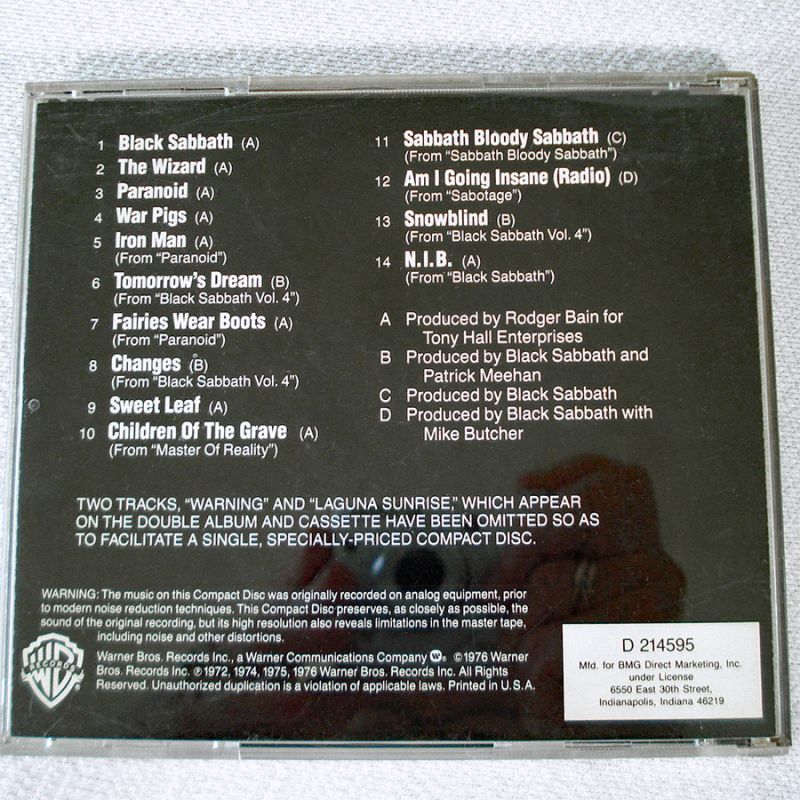 1 Black Sabbath (A)
2 The Wizard (A)
3 Paranoid (A)
4 War Pigs (A)
5 Iron Man (A)
(From "Paranoid")
6 Tomorrow's Dream (B)
(From "Black Sabbath Vol. 4")
7 Fairies Wear Boots (A)
(From "Paranoid")
8 Changes (B)
(From "Black Sabbath Vol. 4")
9 Sweet Leaf (A)
10 Children Of The Grave (A)
(From "Master Of Reality")
11 Sabbath Bloody Sabbath (C)
(From "Sabbath Bloody Sabbath")
12 Am I Going Insane (Radio) (D)
(From "Sabotage")
13 Snowblind (B)
(From "Black Sabbath Vol. 4")
14 N.I.B. (A)
(From "Black Sabbath")
A Produced by Rodger Bain for
Tony Hall Enterprises
B Produced by Black Sabbath and
Patrick Meehan
C Produced by Black Sabbath
D Produced by Black Sabbath with
Mike Butcher
TWO TRACKS, "WARNING" AND "LAGUNA SUNRISE," WHICH APPEAR
ON THE DOUBLE ALBUM AND CASSETTE HAVE BEEN OMITTED SO AS
TO FACILITATE A SINGLE, SPECIALLY-PRICED COMPACT DISC.
WARNING: The music on this Compact Disc was originally recorded on analog equipment, prior
to modern noise reduction techniques. This Compact Disc preserves, as closely as possible, the
sound of the original recording, but its high resolution also reveals limitations in the master tape,
including noise and other distortions.
Warner Bros. Records Inc., a Warner Communications Company W. ©1976 Warner
Bros. Records Inc. ℗1972, 1974, 1975, 1976 Warner Bros. Records Inc. All Rights
Reserved. Unauthorized duplication is a violation of applicable laws. Printed in U.S.A.
WB
RECORDS
D 214595
Mfd. for BMG Direct Marketing, Inc.
under License
6550 East 30th Street,
Indianapolis, Indiana 46219